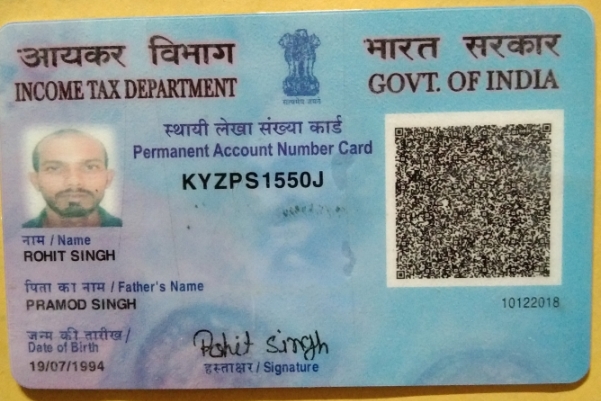 आयकर विभाग
INCOME TAX DEPARTMENT
सत्यमेव जयते
भारत सरकार
GOVT. OF INDIA
स्थायी लेखा संख्या कार्ड
Permanent Account Number Card
KYZPS1550J
नाम / Name
ROHIT SINGH
पिता का नाम / Father's Name
PRAMOD SINGH
जन्म की तारीख/
Date of Birth
19/07/1994
Rohit Singh
हस्ताक्षर / Signature
10122018